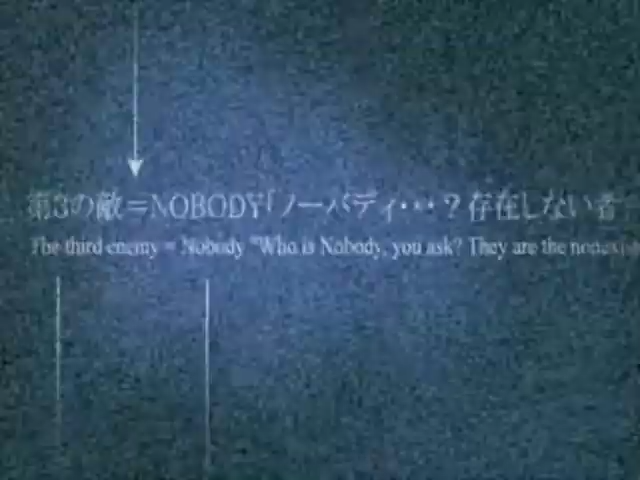 第3の敵＝NOBODY「ノーバディ・・・？存在しない者
The third enemy = Nobody "Who is Nobody, you ask? They are the